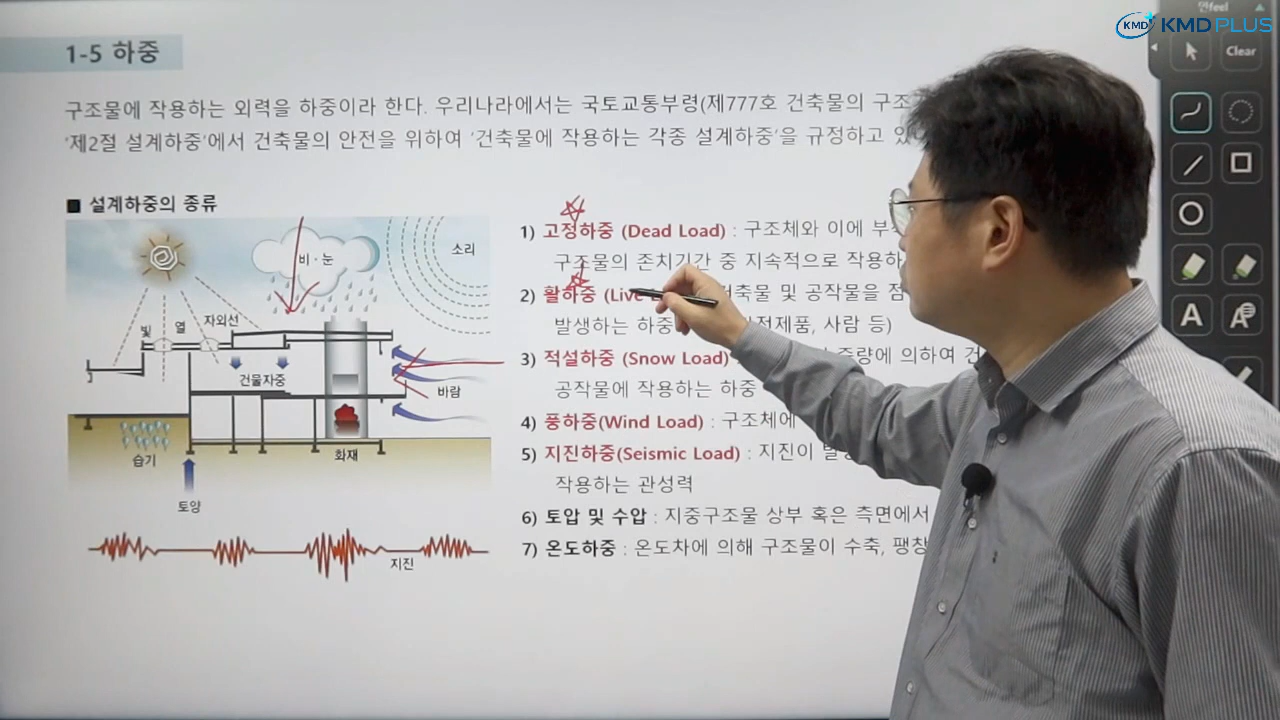 인feel
KMD KMD PLUS
Clear
1-5 하중
구조물에 작용하는 외력을 하중이라 한다. 우리나라에서는 국토교통부령(제777호 건축물의 구조
'제2절 설계하중'에서 건축물의 안전을 위하여 '건축물에 작용하는 각종 설계하중'을 규정하고 있
■ 설계하중의 종류
비·눈
소리
빛
열
자외선
건물자중
바람
습기
화재
토양
지진
1) 고정하중 (Dead Load) : 구조체와 이에 부
구조물의 존치기간 중 지속적으로 작용하
2) 활하중 (Live 건축물 및 공작물을 점
발생하는 하중 사람 등)
3) 적설하중 (Snow Load) 중량에 의하여 건
공작물에 작용하는 하중
4) 풍하중(Wind Load) : 구조체에
5) 지진하중(Seismic Load) : 지진이
작용하는 관성력
6) 토압 및 수압 : 지중구조물 상부 혹은 측면에서
7) 온도하중 : 온도차에 의해 구조물이 수축, 팽창
A
A